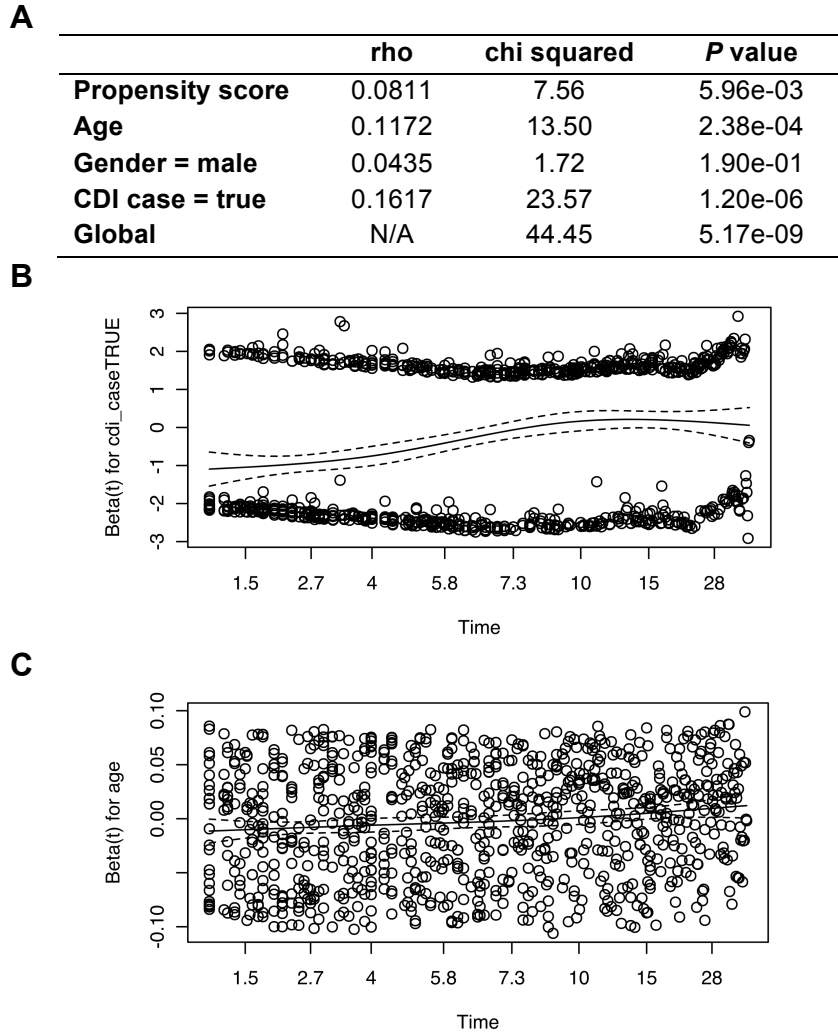 A
rho chi squared P value
Propensity score 0.0811 7.56 5.96e-03
Age 0.1172 13.50 2.38e-04
Gender = male 0.0435 1.72 1.90e-01
CDI case = true 0.1617 23.57 1.20e-06
Global N/A 44.45 5.17e-09
B
Beta(t) for cdi_caseTRUE
3
2
1
0
-1
-2
-3
1.5 2.7 4 5.8 7.3 10 15 28
Time
C
Beta(t) for age
0.10
0.05
0.00
-0.10
1.5 2.7 4 5.8 7.3 10 15 28
Time